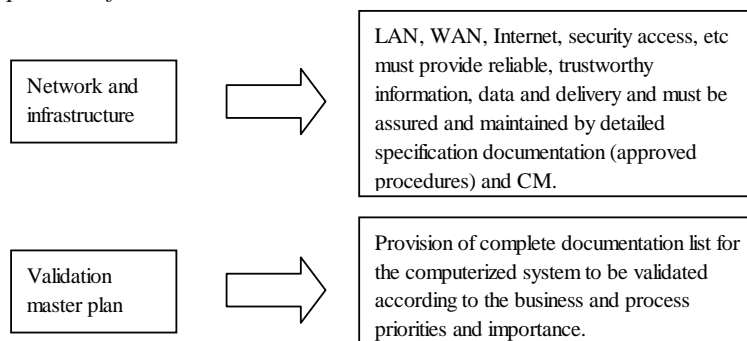 LAN, WAN, Internet, security access, etc
must provide reliable, trustworthy
information, data and delivery and must be
assured and maintained by detailed
specification documentation (approved
procedures) and CM.
Network and
infrastructure
Provision of complete documentation list for
the computerized system to be validated
according to the business and process
priorities and importance.
Validation
master plan